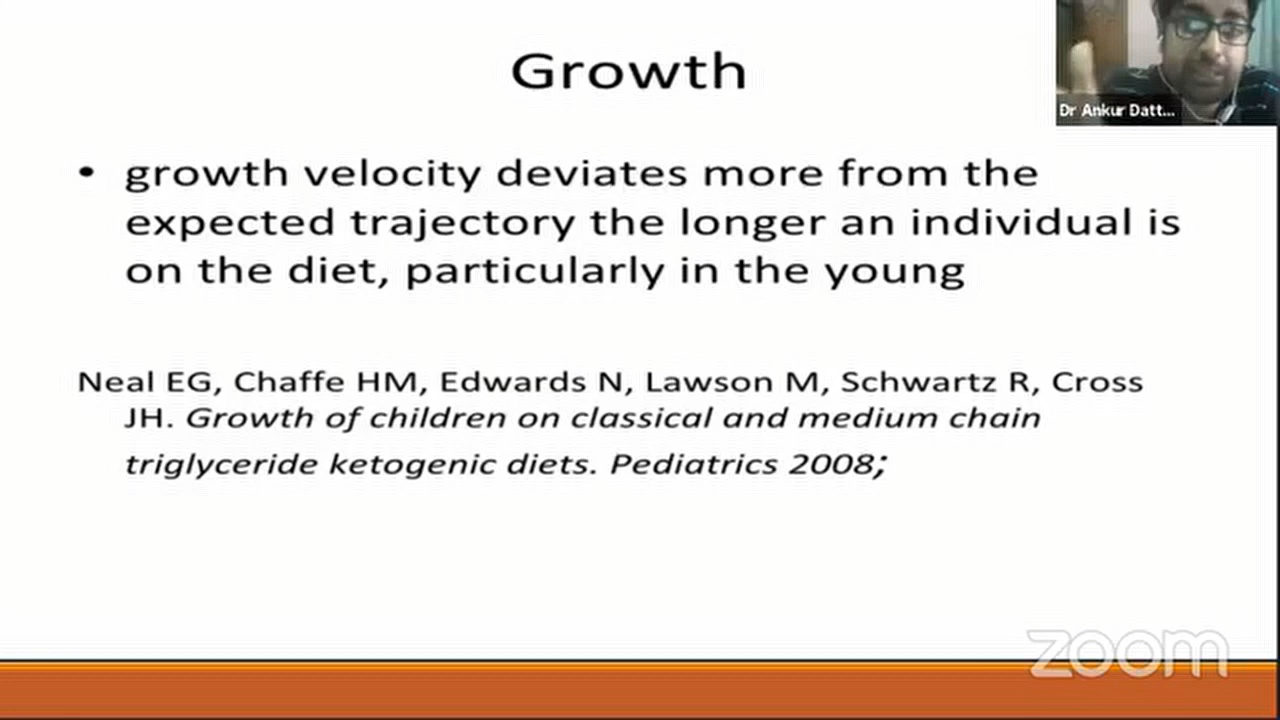 Growth
Dr Ankur Datt...
• growth velocity deviates more from the
expected trajectory the longer an individual is
on the diet, particularly in the young
Neal EG, Chaffe HM, Edwards N, Lawson M, Schwartz R, Cross
JH. Growth of children on classical and medium chain
triglyceride ketogenic diets. Pediatrics 2008;
zoom